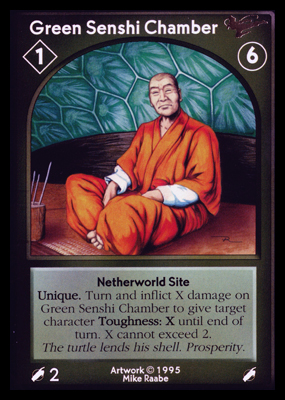 Green Senshi Chamber
1
6
Netherworld Site
Unique. Turn and inflict X damage on
Green Senshi Chamber to give target
character Toughness: X until end of
turn. X cannot exceed 2.
The turtle lends his shell. Prosperity.
2
Artwork © 1995
Mike Raabe